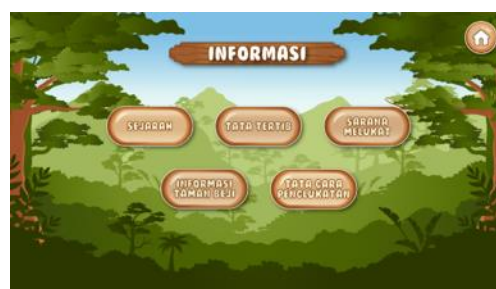 INFORMASI
SEJARAH
TATA TERTIB
SARANA
MELUKAT
INFORMASI
TAMAN BEJI
TATA CARA
PENGLUKATAN